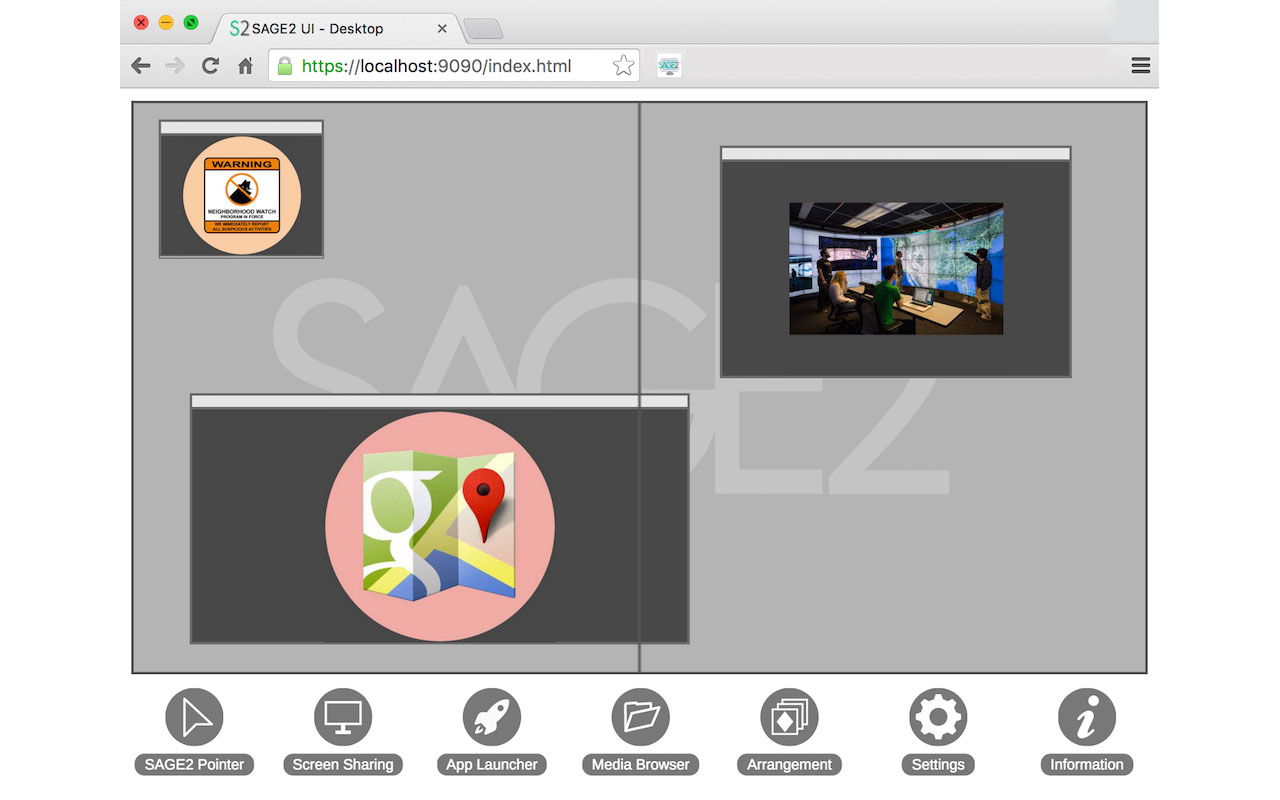 S2 SAGE2 UI - Desktop
https://localhost:9090/index.html
SAGE2
WARNING
NEIGHBORHOOD WATCH
PROGRAM IN FORCE
WE IMMEDIATELY REPORT
ALL SUSPICIOUS ACTIVITIES
SAGE2
g
SAGE2 Pointer
Screen Sharing
App Launcher
Media Browser
Arrangement
Settings
Information